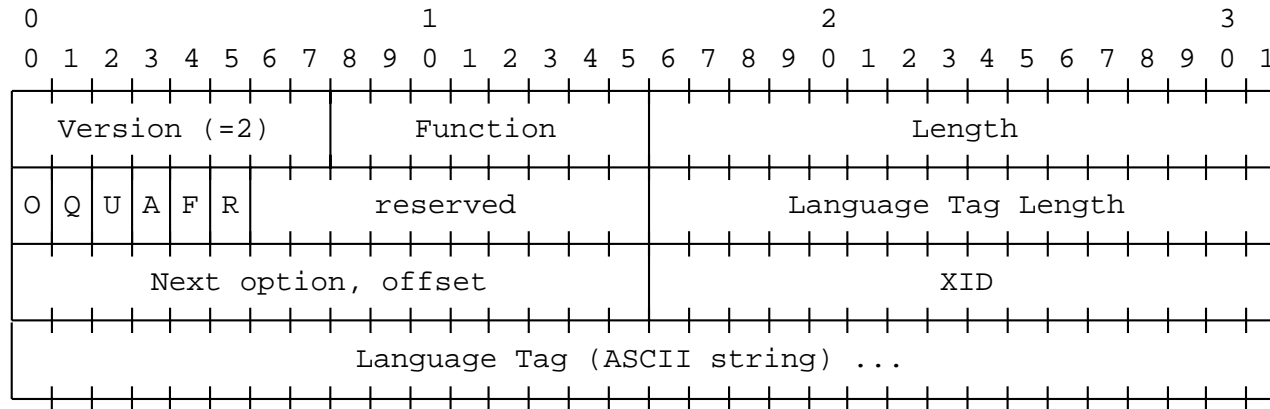 0 1 2 3
0 1 2 3 4 5 6 7 8 9 0 1 2 3 4 5 6 7 8 9 0 1 2 3 4 5 6 7 8 9 0 1
Version (=2) Function Length
O Q U A F R reserved Language Tag Length
Next option, offset XID
Language Tag (ASCII string) ...